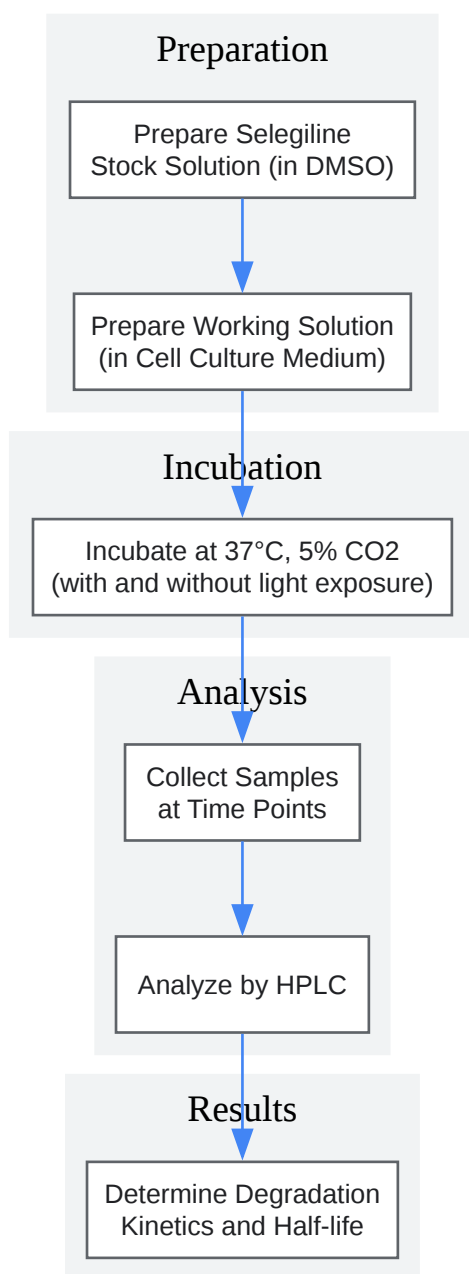 Preparation
Prepare Selegiline
Stock Solution (in DMSO)
Prepare Working Solution
(in Cell Culture Medium)
Incubation
Incubate at 37°C, 5% CO2
(with and without light exposure)
Analysis
Collect Samples
at Time Points
Analyze by HPLC
Results
Determine Degradation
Kinetics and Half-life